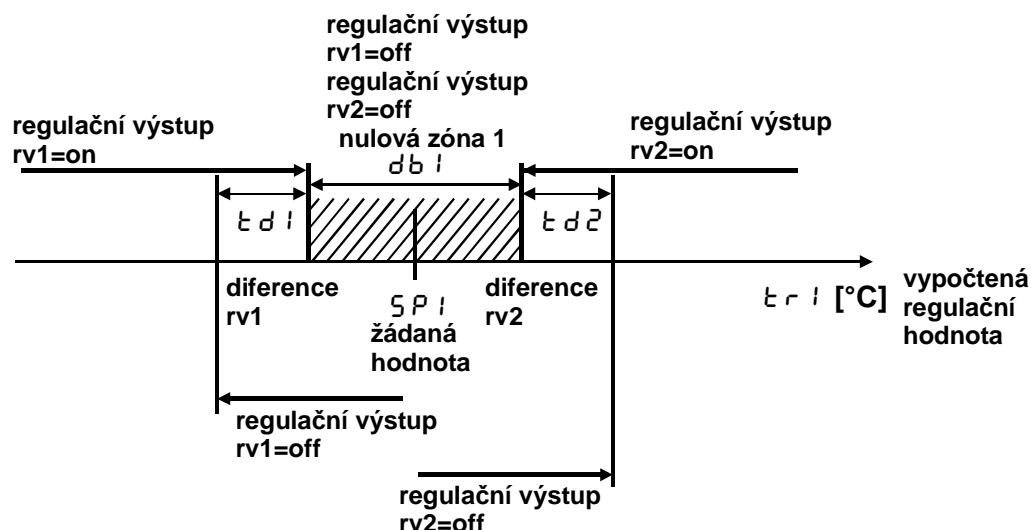 regulační výstup
rv1=off
regulační výstup
rv2=off
nulová zóna 1
db1
regulační výstup
rv1=on
regulační výstup
rv2=on
td1
td2
diference
rv1
SP1
žádaná
hodnota
diference
rv2
tr1 [°C]
vypočtená
regulační
hodnota
regulační výstup
rv1=off
regulační výstup
rv2=off